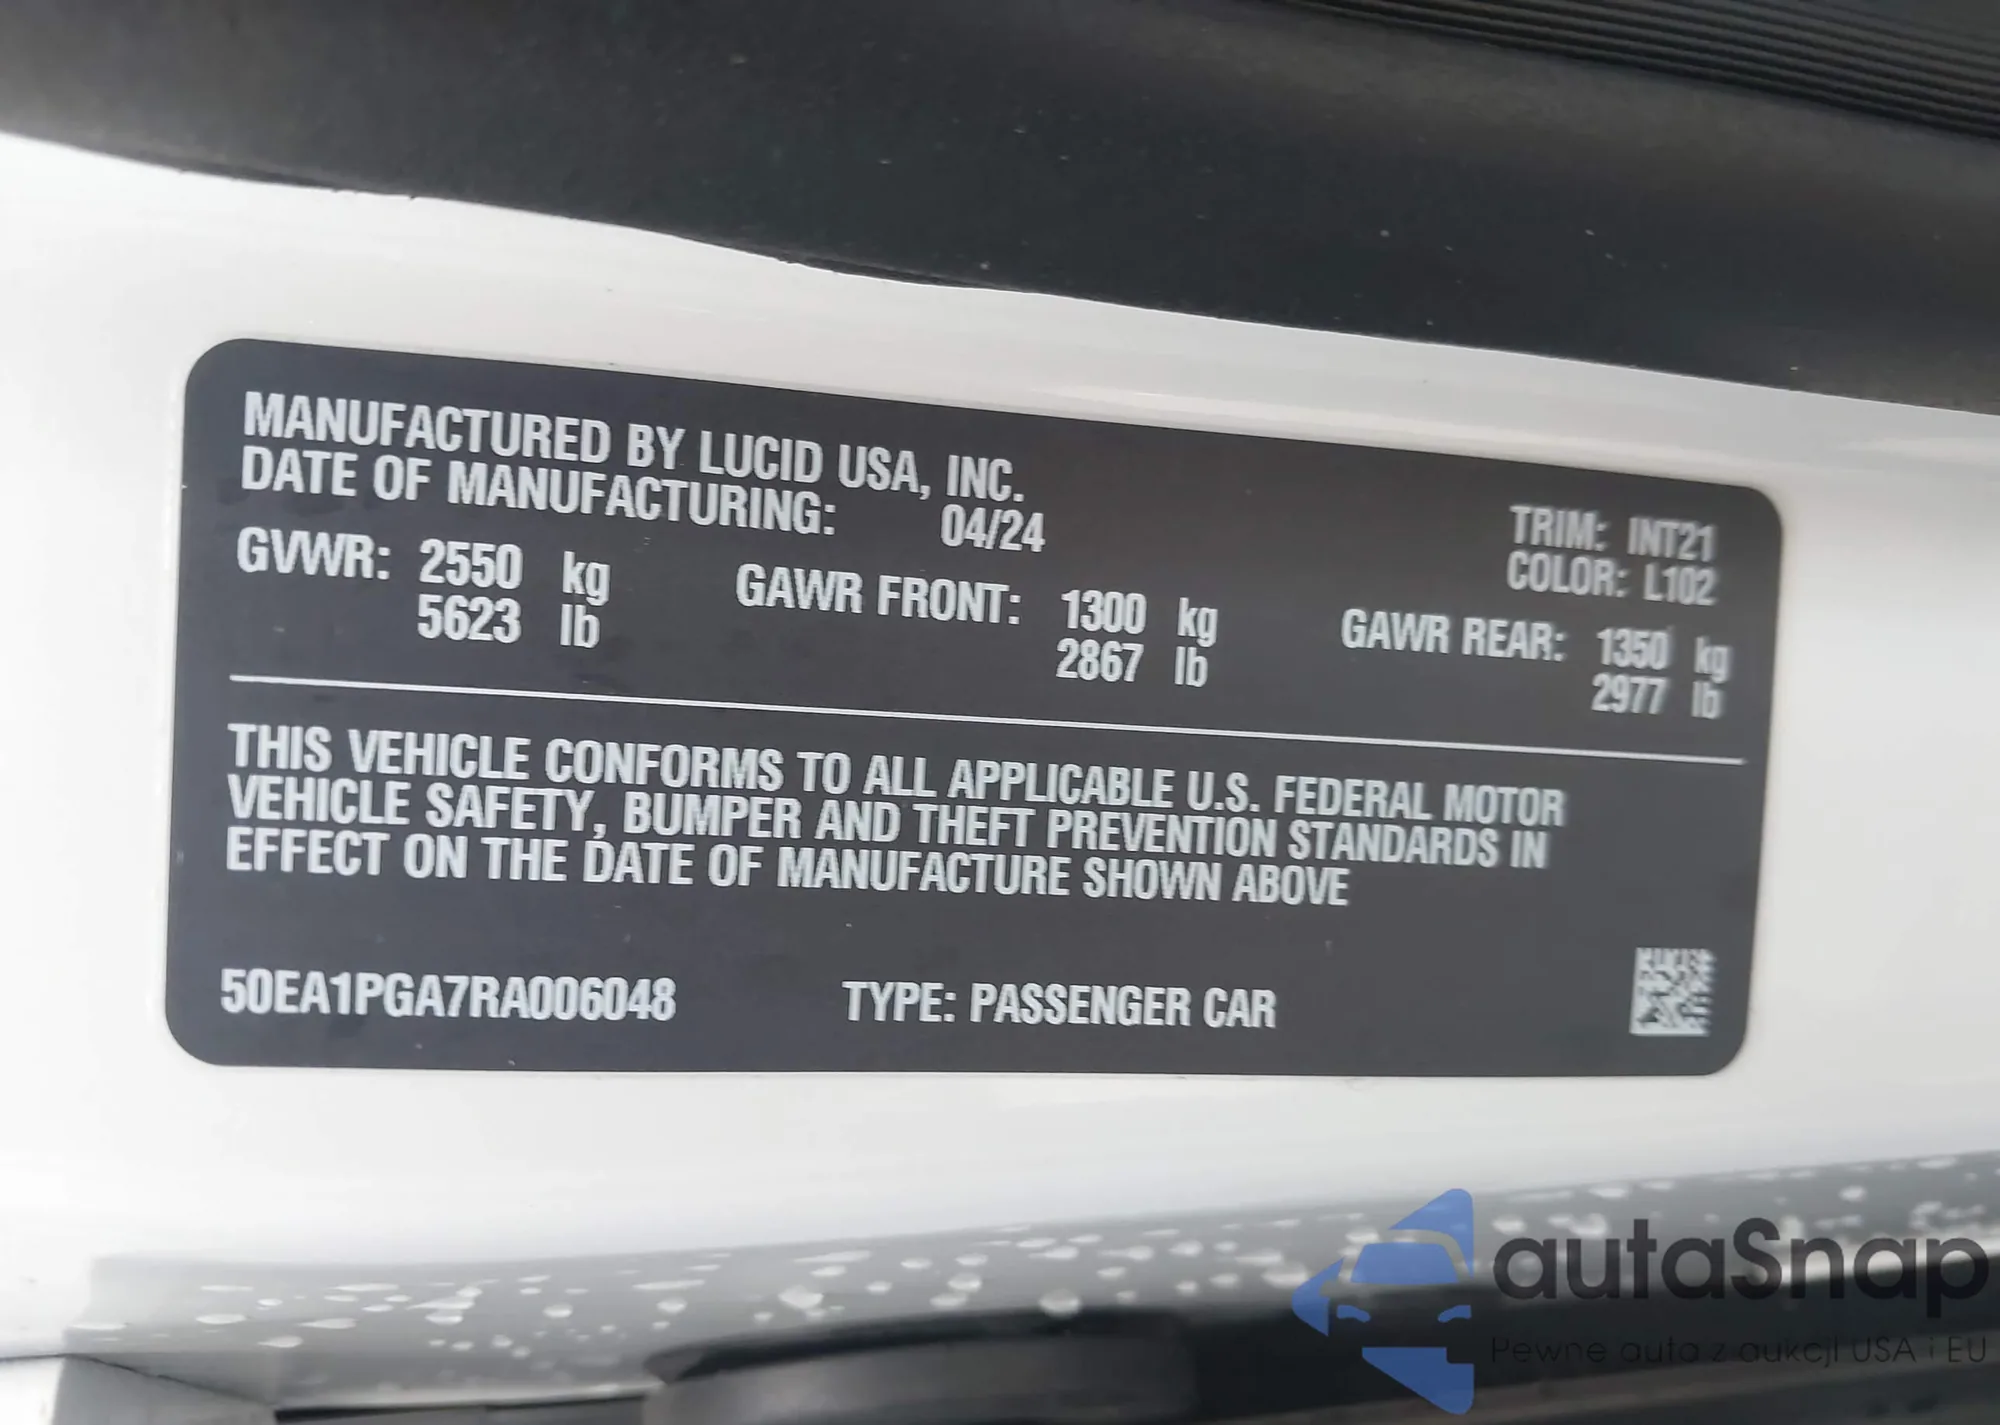 MANUFACTURED BY LUCID USA, INC.
DATE OF MANUFACTURING: 04/24
TRIM: INT21
COLOR: L102
GVWR: 2550 kg
5623 lb
GAWR FRONT: 1300 kg
2867 lb
GAWR REAR: 1350 kg
2977 lb
THIS VEHICLE CONFORMS TO ALL APPLICABLE U.S. FEDERAL MOTOR
VEHICLE SAFETY, BUMPER AND THEFT PREVENTION STANDARDS IN
EFFECT ON THE DATE OF MANUFACTURE SHOWN ABOVE
50EA1PGA7RA006048
TYPE: PASSENGER CAR
autaSnap
Pewne auta z aukcji USA i EU